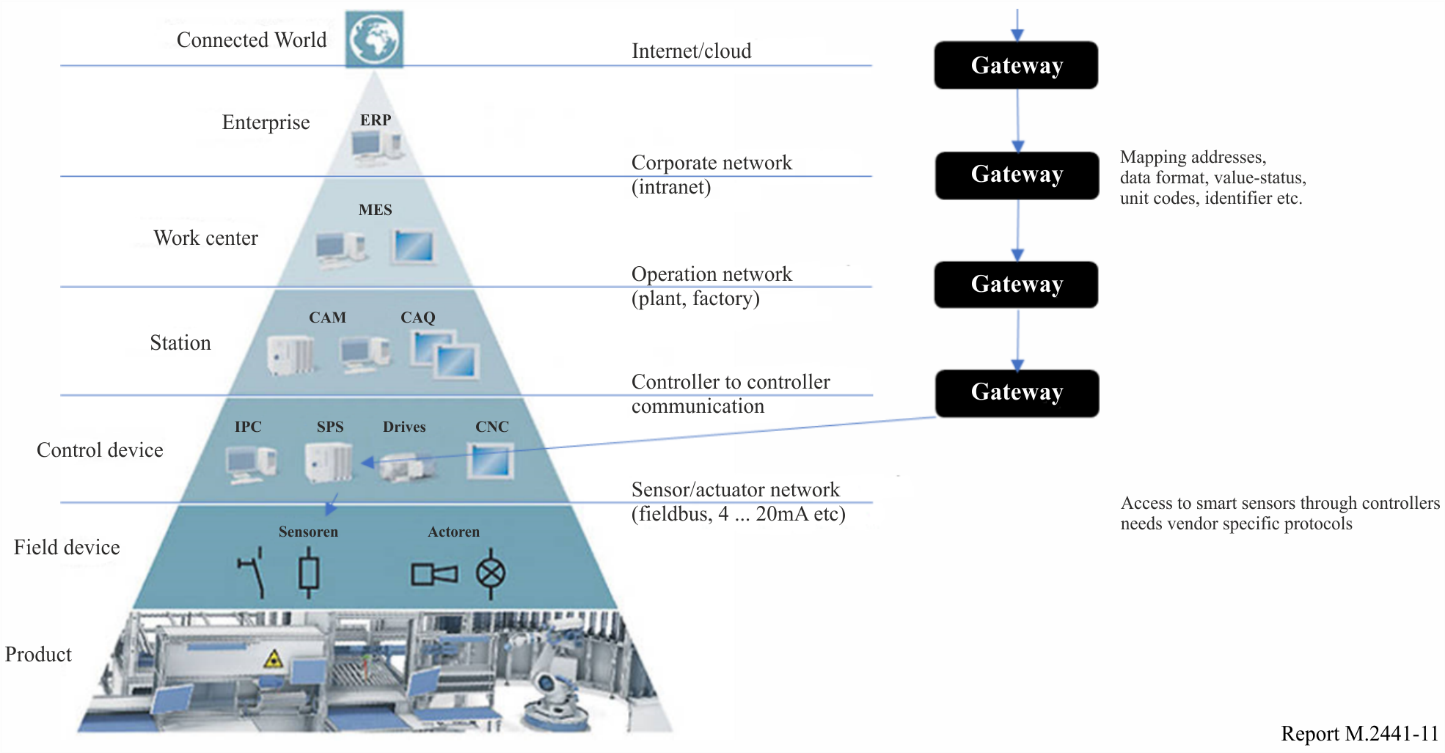 Connected World
Internet/cloud
Gateway
Enterprise
ERP
Corporate network
(intranet)
Gateway
Mapping addresses,
data format, value-status,
unit codes, identifier etc.
MES
Work center
Operation network
(plant, factory)
Gateway
CAM
CAQ
Station
Controller to controller
communication
Gateway
IPC
SPS
Drives
CNC
Control device
Sensor/actuator network
(fieldbus, 4 ... 20mA etc)
Access to smart sensors through controllers
needs vendor specific protocols
Sensoren
Actoren
Field device
Product
Report M.2441-11